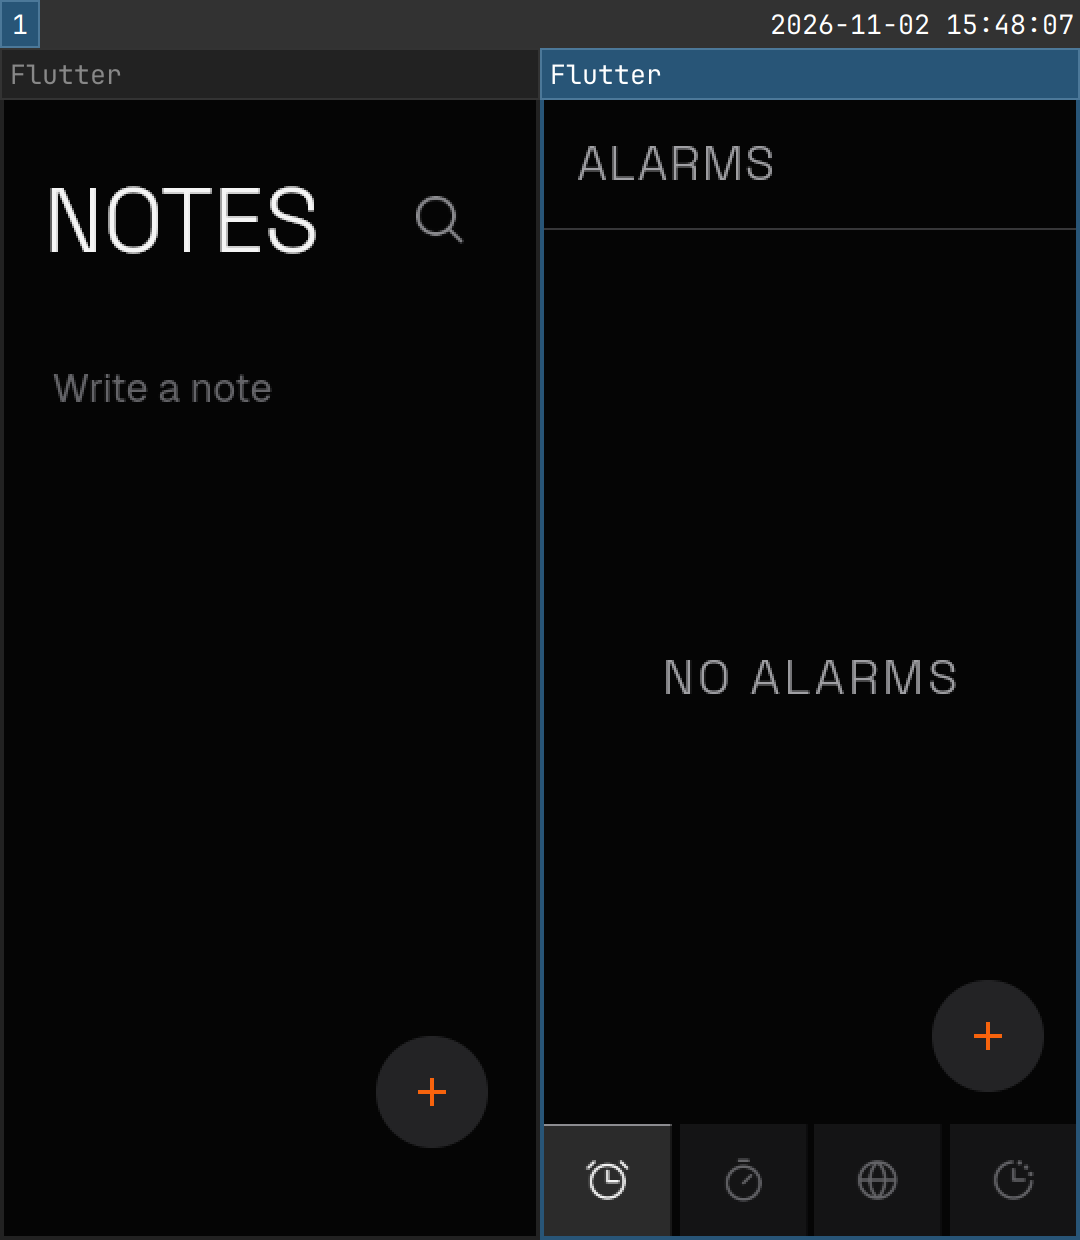 1
2026-11-02 15:48:07
Flutter
Flutter
NOTES
Write a note
ALARMS
NO ALARMS